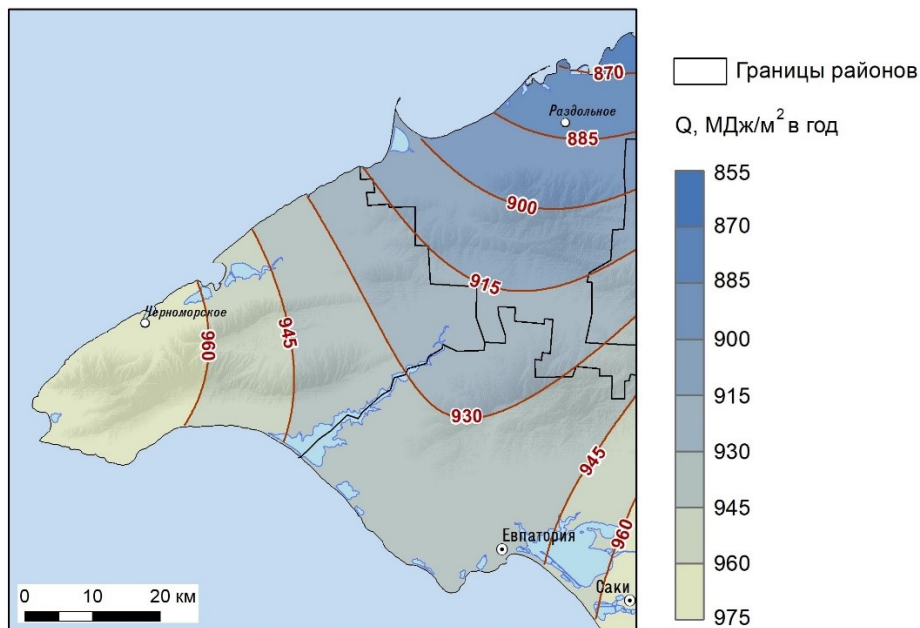 870
Раздольное
885
900
915
Черноморское
960
945
930
945
Евпатория
960
Саки
0 10 20 км
Границы районов
Q, МДж/м² в год
855
870
885
900
915
930
945
960
975